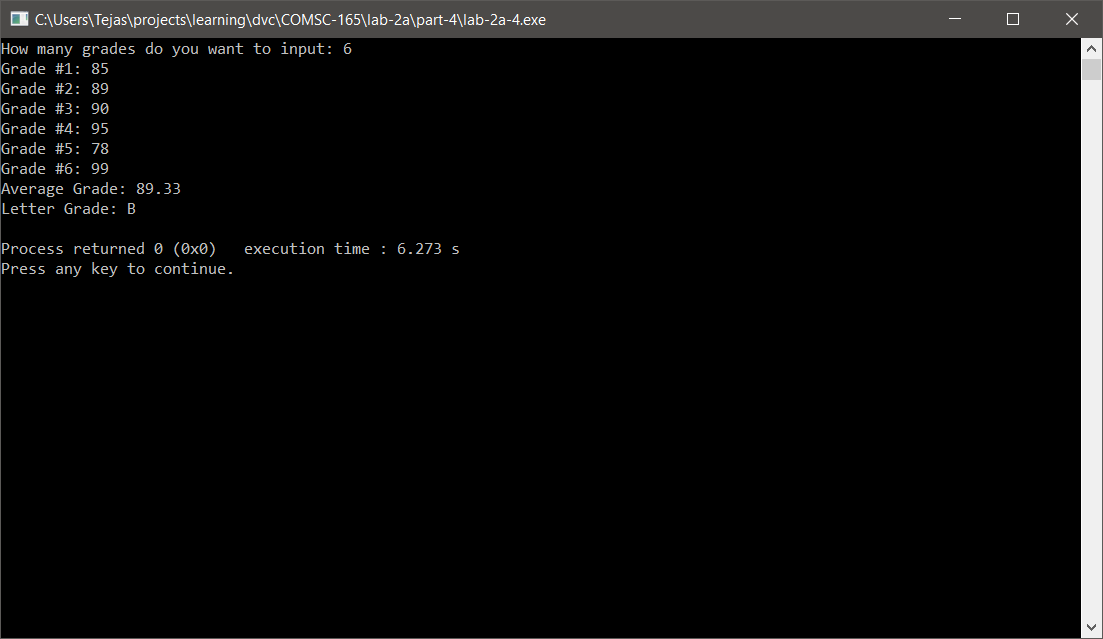 C:\Users\Tejas\projects\learning\dvc\COMSC-165\lab-2a\part-4\lab-2a-4.exe
How many grades do you want to input: 6
Grade #1: 85
Grade #2: 89
Grade #3: 90
Grade #4: 95
Grade #5: 78
Grade #6: 99
Average Grade: 89.33
Letter Grade: B
Process returned 0 (0x0)   execution time : 6.273 s
Press any key to continue.